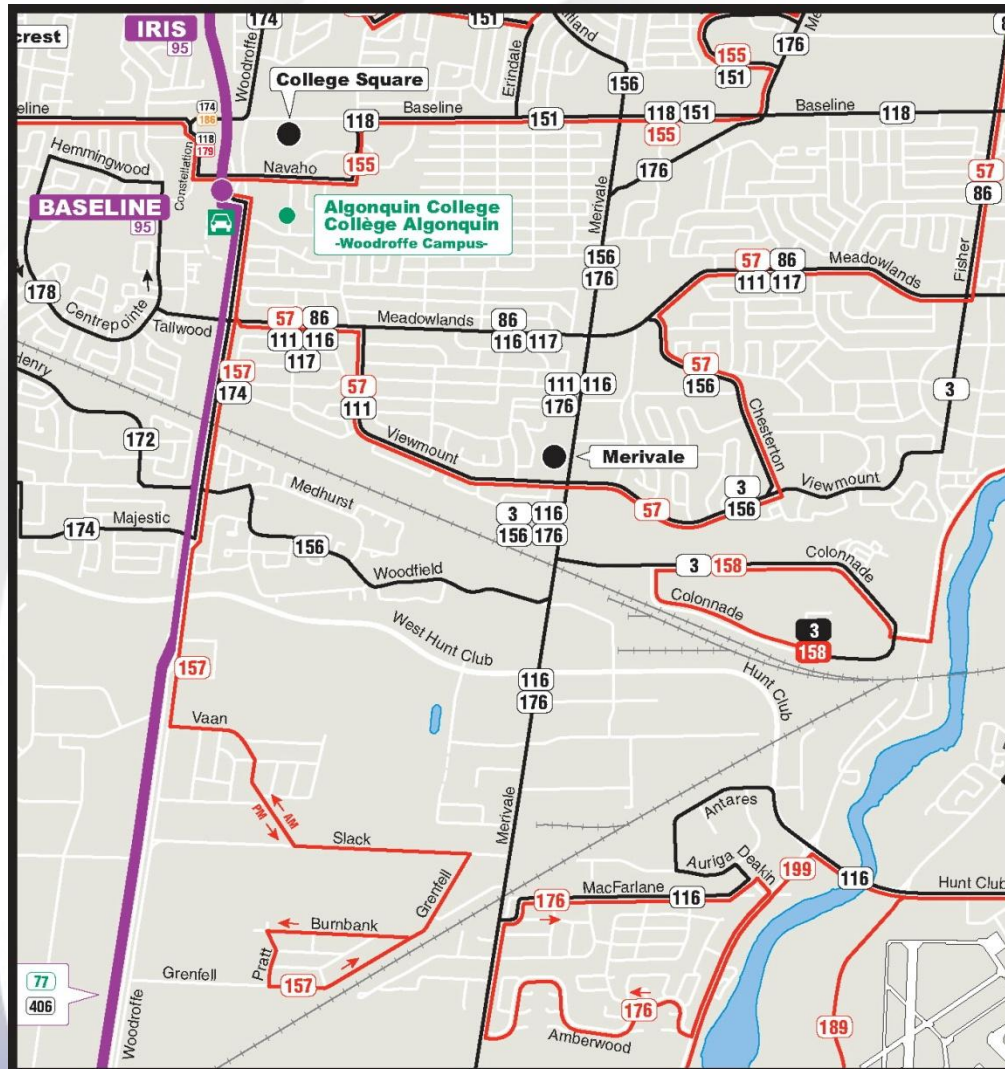 crest
IRIS
95
174
Woodroffe
College Square
151
Erindale
156
155
151
176
eline
174
186
118
179
Baseline
118
151
118 151
155
Baseline
118
Hemmingwood
Constellation
Navaho
155
176
57
86
BASELINE
95
Algonquin College
Collège Algonquin
-Woodroffe Campus-
Merivale
156
176
57 86
111 117
Meadowlands
Fisher
178
Centrepointe
Tallwood
57 86
111 116
117
Meadowlands
86
116 117
Henry
157
174
57
111
111 116
176
57
156
Chesterton
3
172
Viewmount
Merivale
Viewmount
Medhurst
3
156
3 116
156 176
57
174
Majestic
156
Woodfield
3 158
Colonnade
Colonnade
3
158
West Hunt Club
157
116
176
Hunt Club
Vaan
PM
AM
Slack
Merivale
Antares
Auriga
Deakin
199
116
Hunt Club
MacFarlane
176
116
Grenfell
Burnbank
Pratt
Grenfell
157
77
406
Woodroffe
176
Amberwood
189